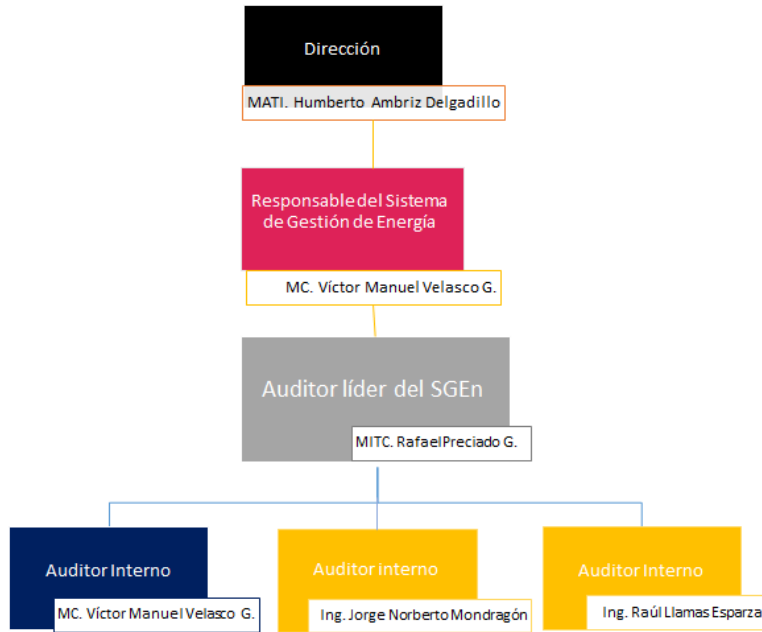 Dirección
MATI. Humberto Ambriz Delgadillo
Responsable del Sistema
de Gestión de Energía
MC. Víctor Manuel Velasco G.
Auditor líder del SGEn
MITC. Rafael Preciado G.
Auditor Interno
MC. Víctor Manuel Velasco G.
Auditor interno
Ing. Jorge Norberto Mondragón
Auditor Interno
Ing. Raúl Llamas Esparza